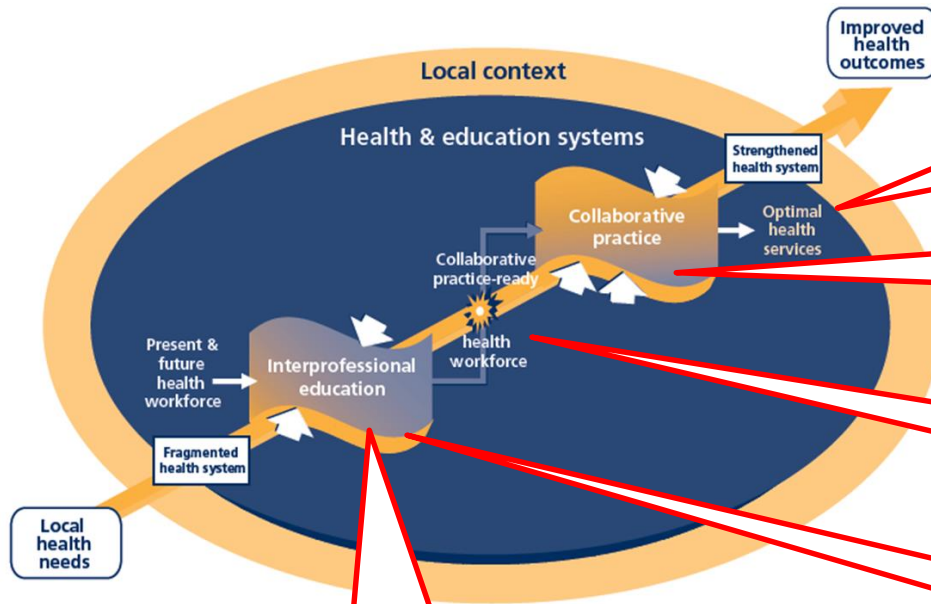 Improved
health
outcomes
Local context
Health & education systems
Strengthened
health system
Collaborative
practice
Optimal
health
services
Collaborative
practice-ready
health
workforce
Present &
future
health
workforce
Interprofessional
education
Fragmented
health system
Local
health
needs